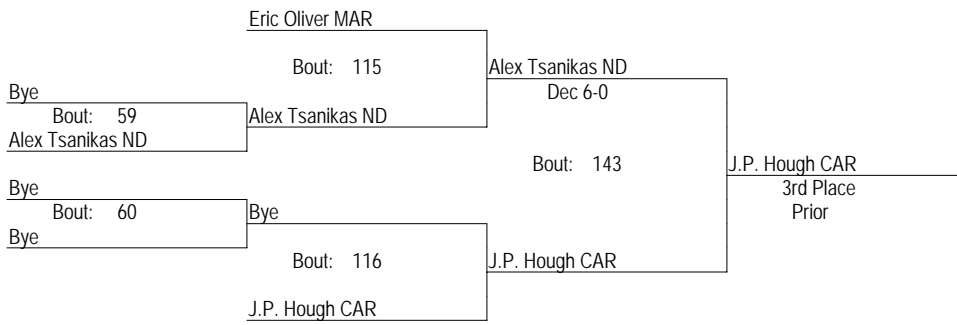 Eric Oliver MAR
Bout: 115
Alex Tsanikas ND
Dec 6-0
Bye
Bout: 59
Alex Tsanikas ND
Alex Tsanikas ND
Bout: 143
J.P. Hough CAR
3rd Place
Prior
Bye
Bout: 60
Bye
Bye
Bout: 116
J.P. Hough CAR
J.P. Hough CAR